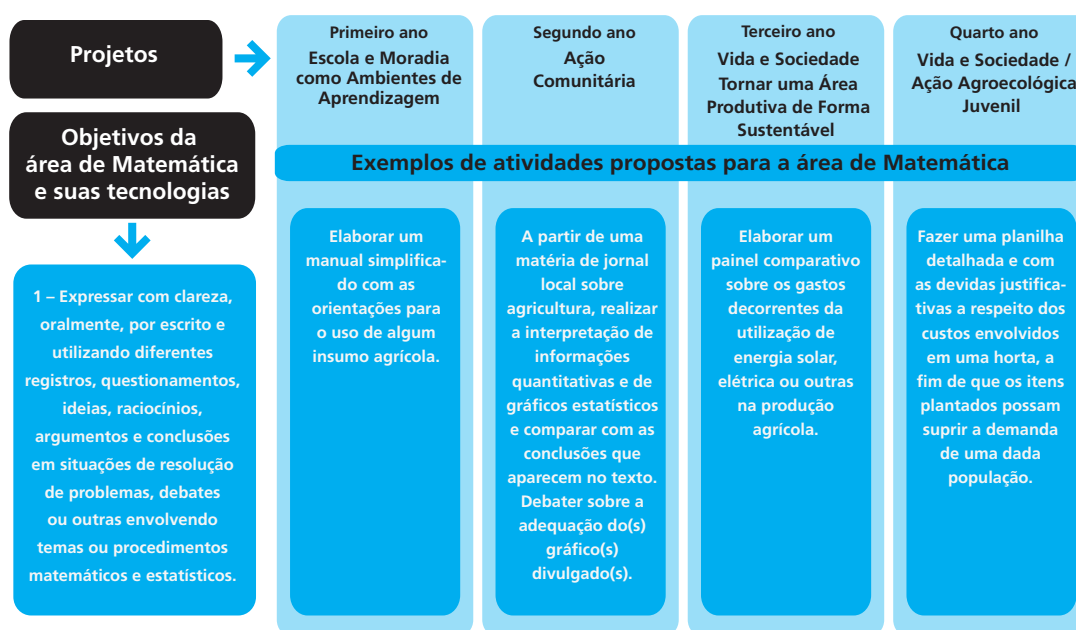 Projetos
Objetivos da
área de Matemática
e suas tecnologias
1 – Expressar com clareza,
oralmente, por escrito e
utilizando diferentes
registros, questionamentos,
ideias, raciocínios,
argumentos e conclusões
em situações de resolução
de problemas, debates
ou outras envolvendo
temas ou procedimentos
matemáticos e estatísticos.
Primeiro ano
Escola e Moradia
como Ambientes de
Aprendizagem
Segundo ano
Ação
Comunitária
Terceiro ano
Vida e Sociedade
Tornar uma Área
Produtiva de Forma
Sustentável
Quarto ano
Vida e Sociedade /
Ação Agroecológica
Juvenil
Exemplos de atividades propostas para a área de Matemática
Elaborar um
manual simplifica-
do com as
orientações para
o uso de algum
insumo agrícola.
A partir de uma
matéria de jornal
local sobre
agricultura, realizar
a interpretação de
informações
quantitativas e de
gráficos estatísticos
e comparar com as
conclusões que
aparecem no texto.
Debater sobre a
adequação do(s)
gráfico(s)
divulgado(s).
Elaborar um
painel comparativo
sobre os gastos
decorrentes da
utilização de
energia solar,
elétrica ou outras
na produção
agrícola.
Fazer uma planilha
detalhada e com
as devidas justifica-
tivas a respeito dos
custos envolvidos
em uma horta, a
fim de que os itens
plantados possam
suprir a demanda
de uma dada
população.